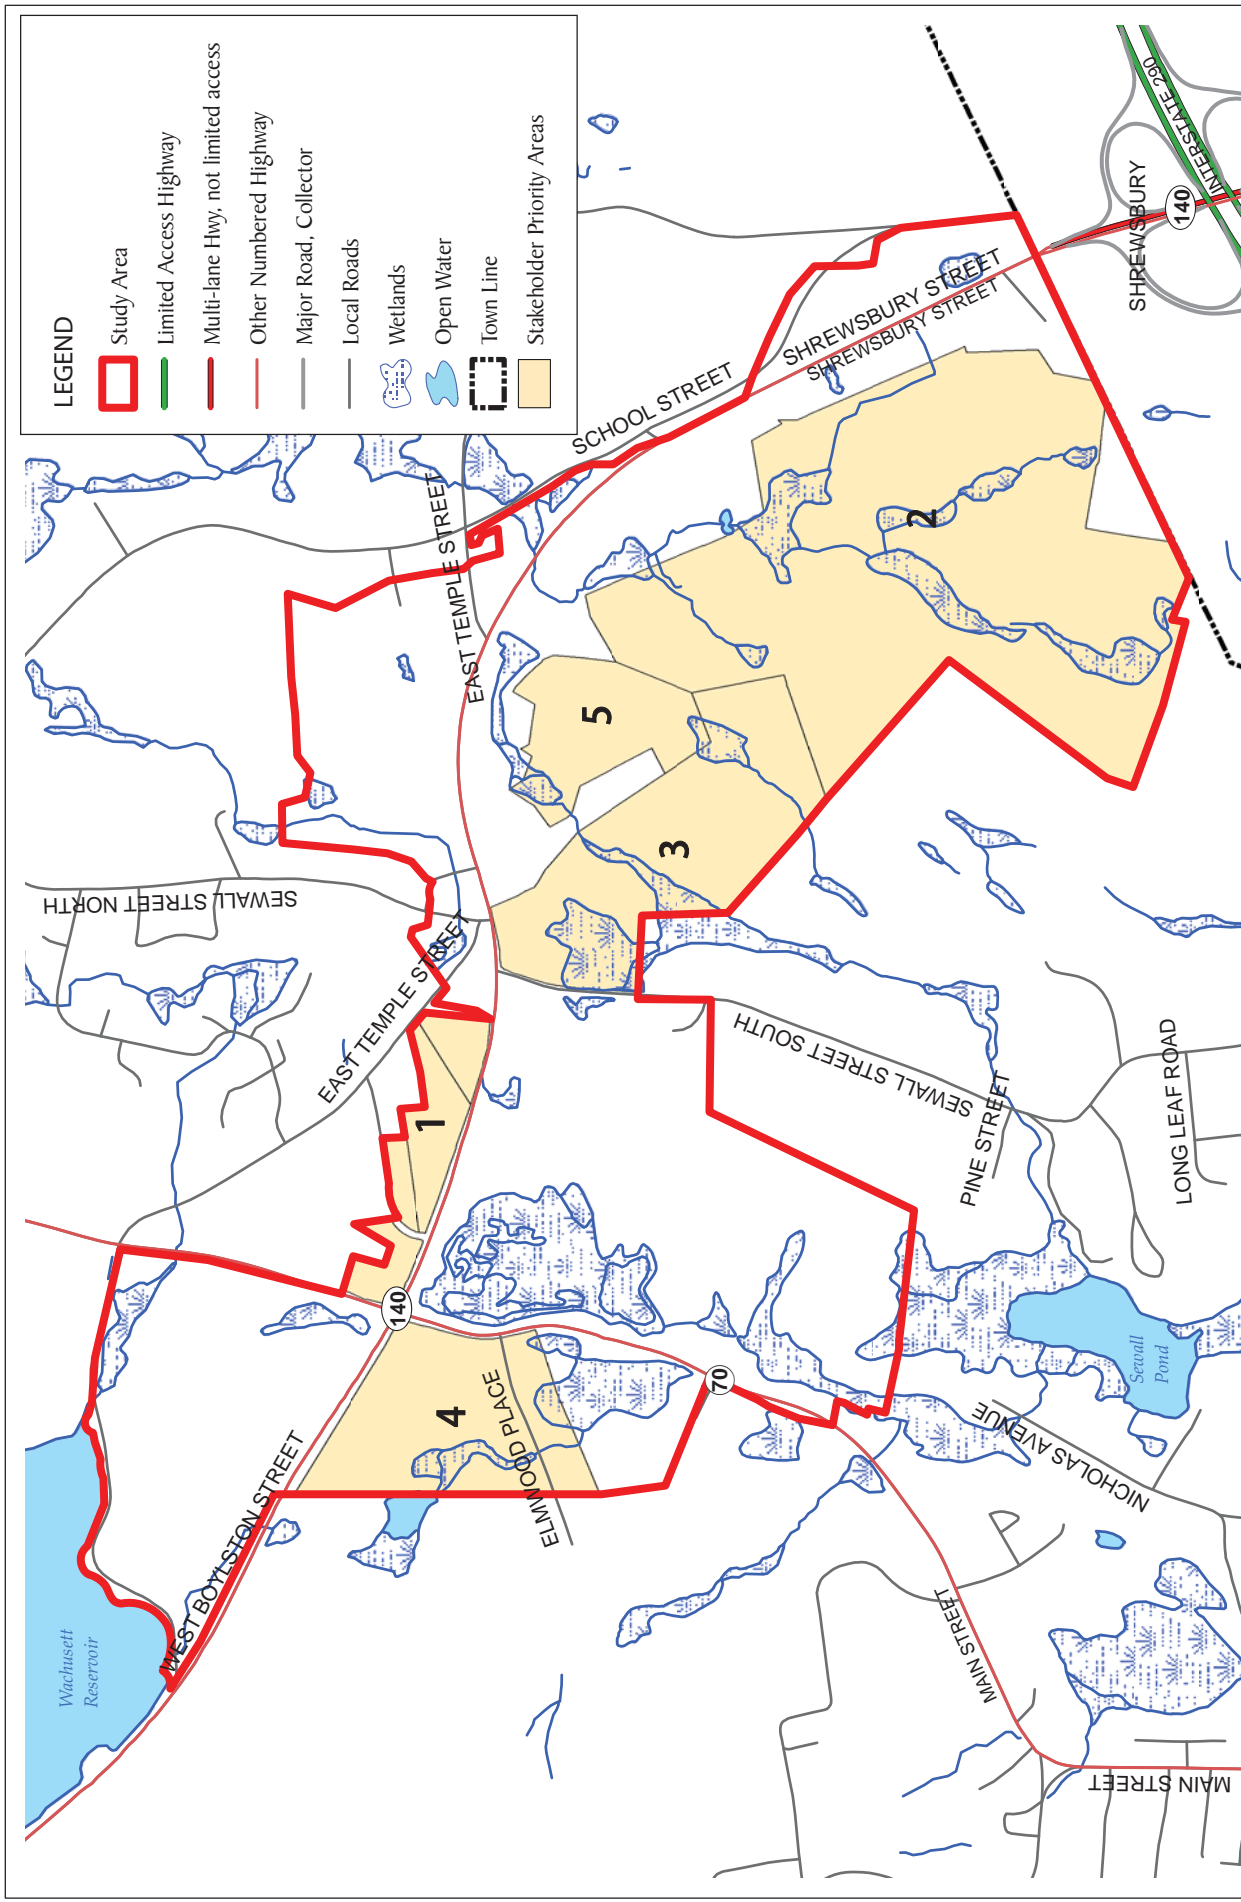 LEGEND
Study Area
Limited Access Highway
Multi-lane Hwy, not limited access
Other Numbered Highway
Major Road, Collector
Local Roads
Wetlands
Open Water
Town Line
Stakeholder Priority Areas
Wachusett
Reservoir
WEST BOYLSTON STREET
SEWALL STREET NORTH
EAST TEMPLE STREET
EAST TEMPLE STREET
SCHOOL STREET
SHREWSBURY STREET
SHREWSBURY STREET
SHREWSBURY
INTERSTATE 290
140
140
70
1
2
3
4
5
ELMWOOD PLACE
SEWALL STREET SOUTH
PINE STREET
LONG LEAF ROAD
Sewall
Pond
NICHOLAS AVENUE
MAIN STREET
MAIN STREET